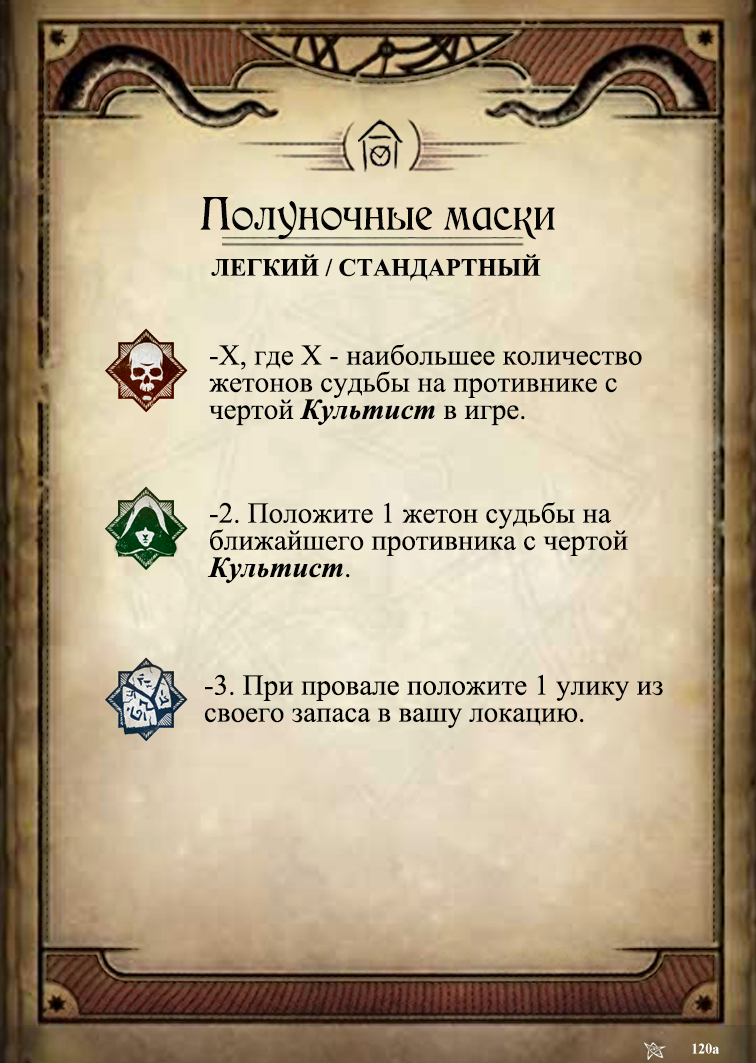 Полуночные маски
ЛЕГКИЙ / СТАНДАРТНЫЙ
-X, где X - наибольшее количество
жетонов судьбы на противнике с
чертой Культист в игре.
-2. Положите 1 жетон судьбы на
ближайшего противника с чертой
Культист.
-3. При провале положите 1 улику из
своего запаса в вашу локацию.
120a